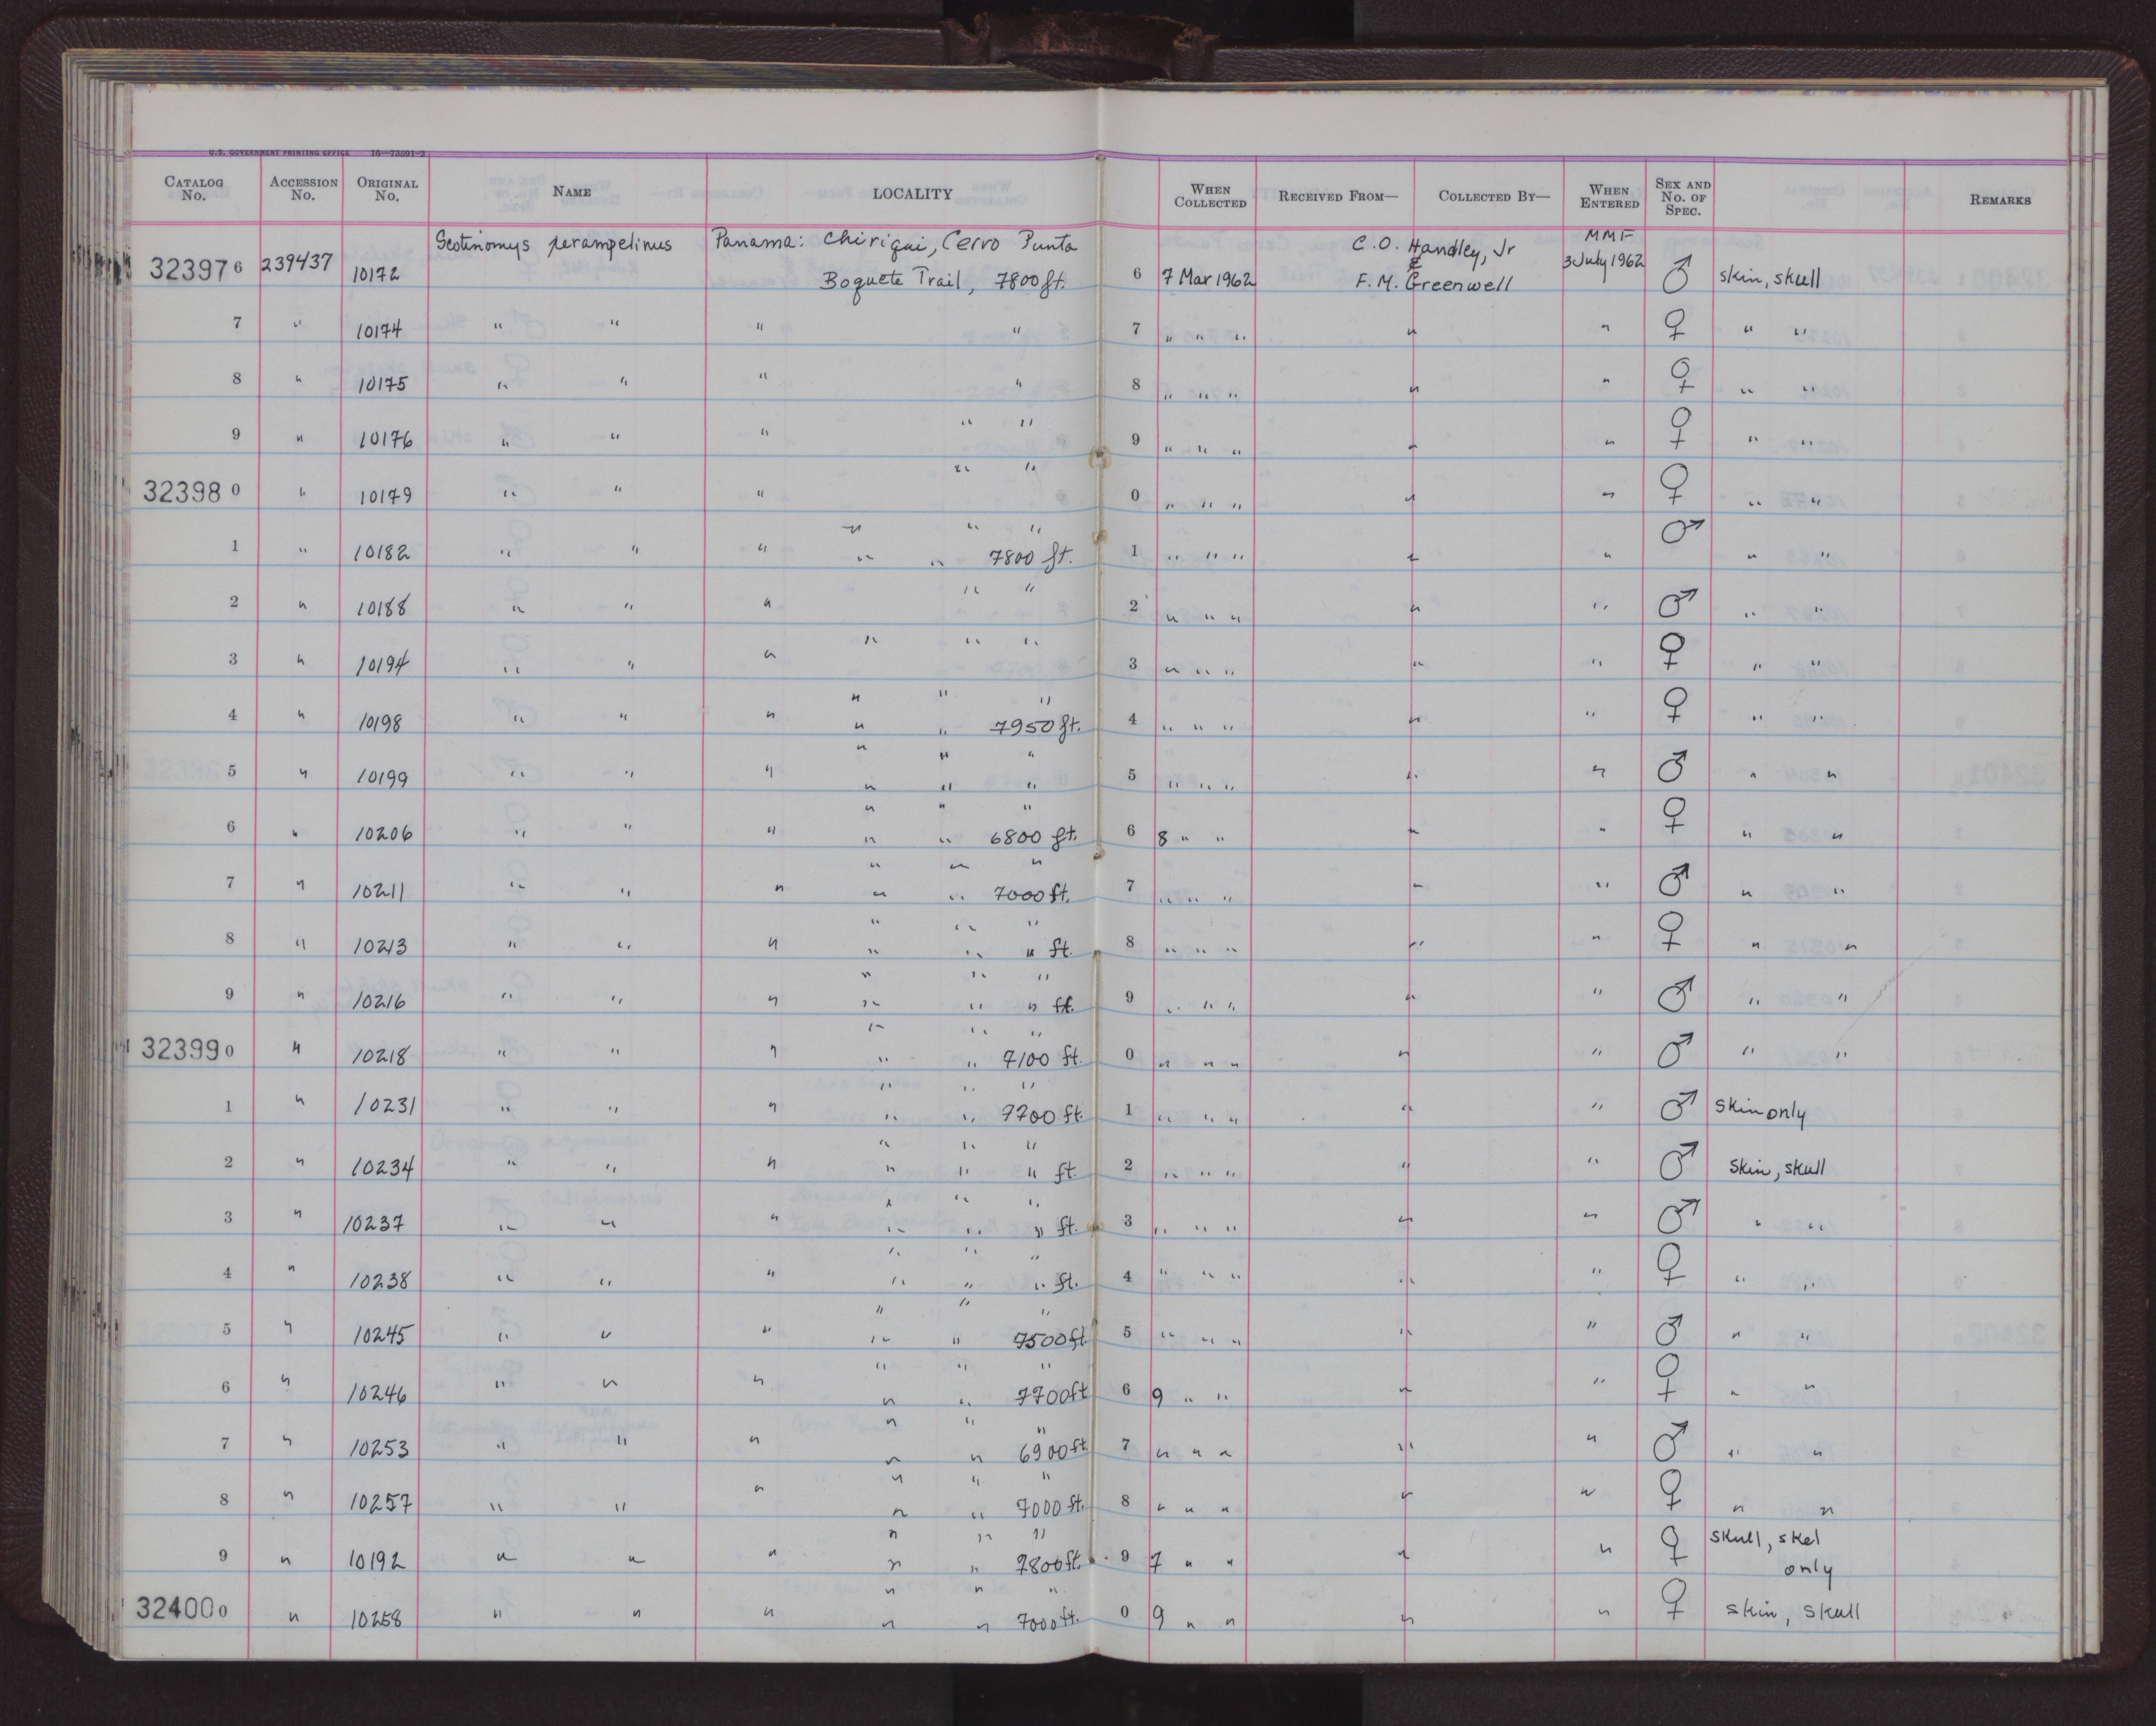 U.S. GOVERNMENT PRINTING OFFICE 16—73591-2
CATALOG No. ACCESSION No. ORIGINAL No. NAME LOCALITY WHEN COLLECTED RECEIVED FROM— COLLECTED BY— WHEN ENTERED SEX AND No. OF SPEC. REMARKS
Scotinomys xerampelinus Panama: Chiriqui, Cerro Punta C.O. Handley, Jr MMF
323976 239437 10172 Boquete Trail, 7800 ft. 6 7 Mar 1962 & F.M. Greenwell 3 July 1962 ♂ skin, skull
7 " 10174 " " " " 7 " " " " " ♀ " "
8 " 10175 " " " " 8 " " " " " ♀ " "
9 " 10176 " " " " " 9 " " " " " ♀ " "
323980 " 10179 " " " " " 0 " " " " " ♀ " "
" " "
1 " 10182 " " " " " 7800 ft. 1 " " " " " ♂ " "
2 " 10188 " " " " " 2 " " " " " ♂ " "
3 " 10194 " " " " " " 3 " " " " " ♀ " "
" " "
4 " 10198 " " " " " 7950 ft. 4 " " " " " ♀ " "
" " "
5 " 10199 " " " " " " 5 " " " " " ♂ " "
" " "
6 " 10206 " " " " " 6800 ft. 6 8 " " " " ♀ " "
" " "
7 " 10211 " " " " " 7000 ft. 7 " " " " " ♂ " "
" " "
8 " 10213 " " " " " " ft. 8 " " " " " ♀ " "
" " "
9 " 10216 " " " " " " ft. 9 " " " " " ♂ " "
" " "
323990 " 10218 " " " " " 7100 ft. 0 " " " " " ♂ " "
" " "
1 " 10231 " " " " " 7700 ft. 1 " " " " " ♂ Skin only
" " "
2 " 10234 " " " " " " ft. 2 " " " " " ♂ Skin, skull
" " "
3 " 10237 " " " " " " ft. 3 " " " " " ♂ " "
" " "
4 " 10238 " " " " " " ft. 4 " " " " " ♀ " "
" " "
5 " 10245 " " " " " 7500 ft 5 " " " " " ♂ " "
" " "
6 " 10246 " " " " " 7700 ft 6 9 " " " " ♀ " "
" " "
7 " 10253 " " " " " 6900 ft 7 " " " " " ♂ " "
" " "
8 " 10257 " " " " " 7000 ft. 8 " " " " " ♀ " "
" " " skull, skel
9 " 10192 " " " " " 7800 ft. 9 7 " " " " ♀ only
" " "
324000 " 10258 " " " " " 7000 ft. 0 9 " " " " ♀ skin, skull